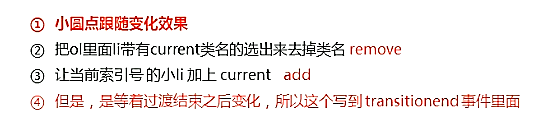 ① 小圆点跟随变化效果
② 把ol里面li带有current类名的选出来去掉类名 remove
③ 让当前索引号 的小li 加上 current add
④ 但是，是等着过渡结束之后变化，所以这个写到 transitionend 事件里面